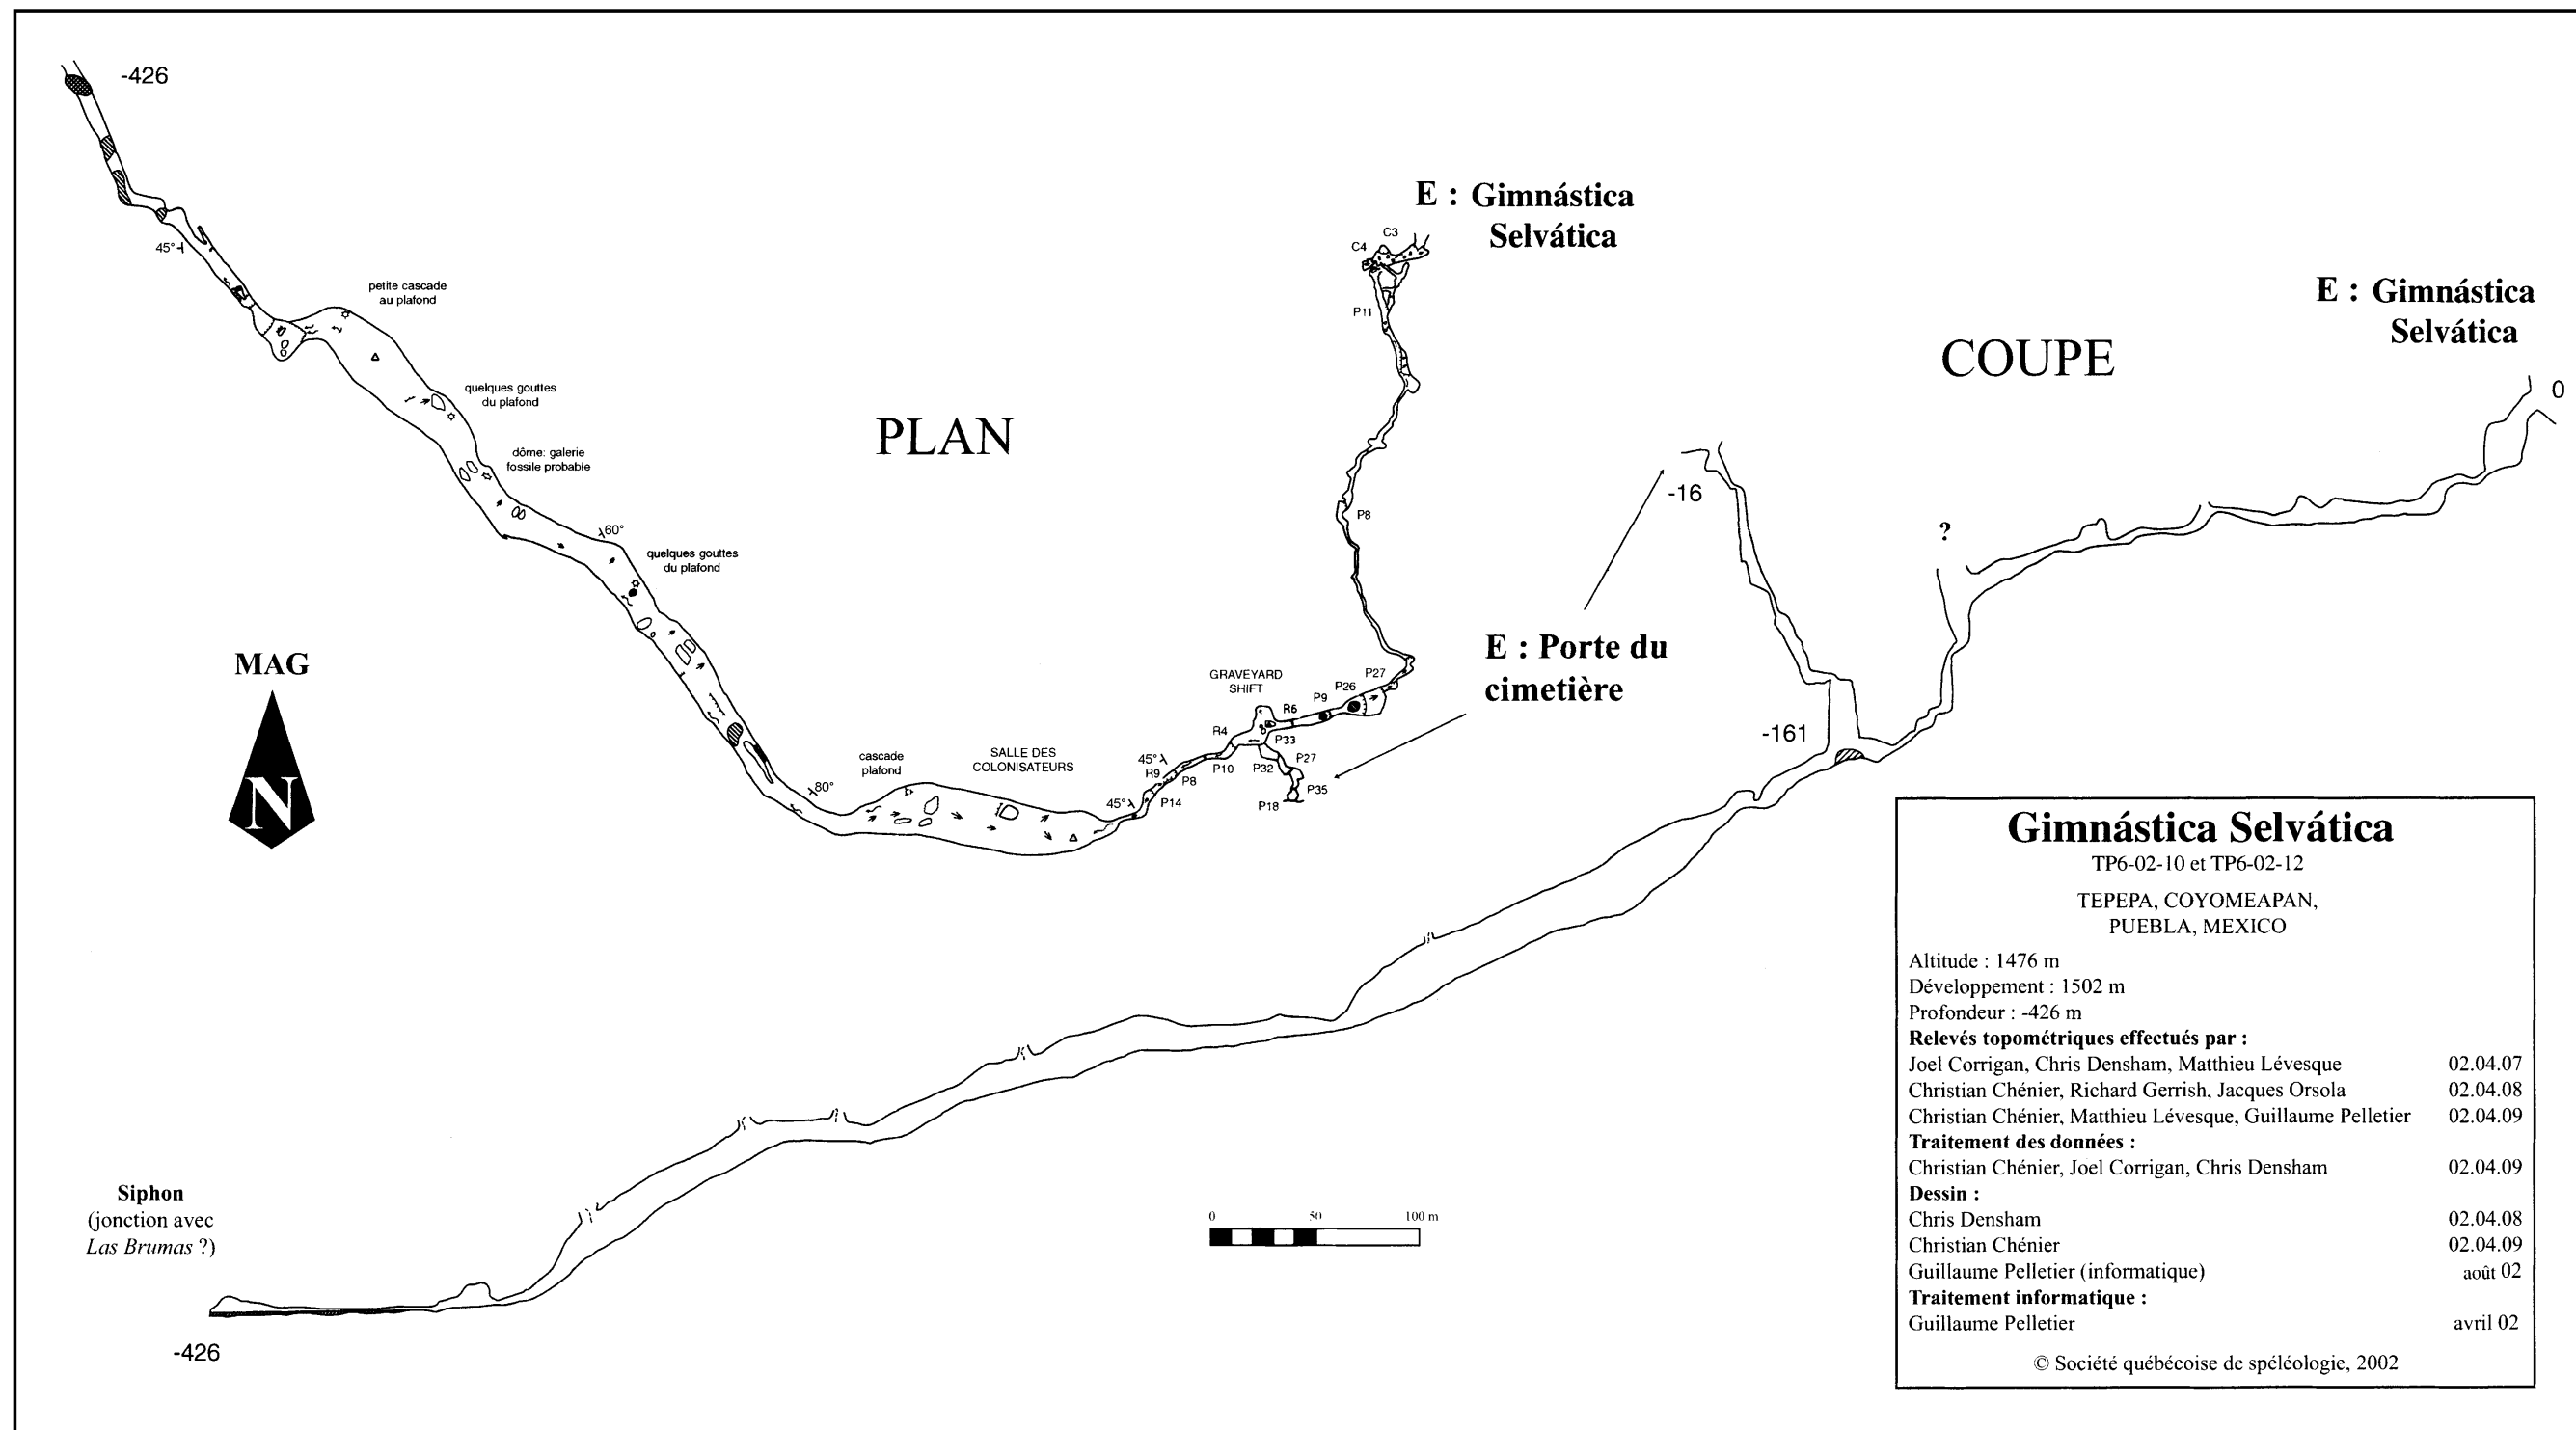 -426
E : Gimnástica
Selvática
C3
C4
45°
petite cascade
au plafond
P11
E : Gimnástica
Selvática
COUPE
0
quelques gouttes
du plafond
PLAN
dôme: galerie
fossile probable
-16
P8
60°
?
quelques gouttes
du plafond
MAG
N
E : Porte du
cimetière
GRAVEYARD
SHIFT
P27
P26
P9
R6
R4
P33
-161
cascade
plafond
SALLE DES
COLONISATEURS
45°
R9
P8
P10
P32
P27
P35
P18
80°
45°
P14
Gimnástica Selvática
TP6-02-10 et TP6-02-12
TEPEPA, COYOMEAPAN,
PUEBLA, MEXICO
Altitude : 1476 m
Développement : 1502 m
Profondeur : -426 m
Relevés topométriques effectués par :
Joel Corrigan, Chris Densham, Matthieu Lévesque 02.04.07
Christian Chénier, Richard Gerrish, Jacques Orsola 02.04.08
Christian Chénier, Matthieu Lévesque, Guillaume Pelletier 02.04.09
Traitement des données :
Christian Chénier, Joel Corrigan, Chris Densham 02.04.09
Dessin :
Chris Densham 02.04.08
Christian Chénier 02.04.09
Guillaume Pelletier (informatique) août 02
Traitement informatique :
Guillaume Pelletier avril 02
© Société québécoise de spéléologie, 2002
Siphon
(jonction avec
Las Brumas ?)
0 50 100 m
-426